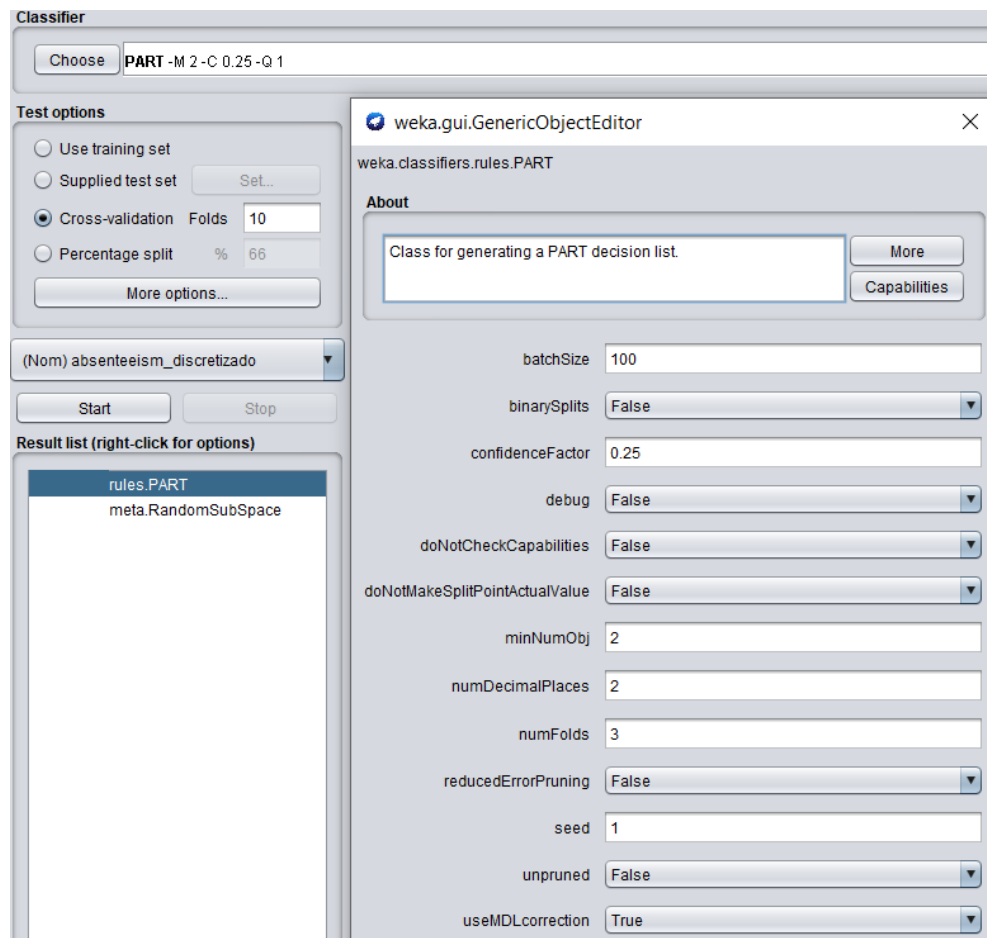 Classifier
Choose PART -M 2 -C 0.25 -Q 1
Test options
Use training set
Supplied test set Set...
Cross-validation Folds 10
Percentage split % 66
More options...
(Nom) absenteeism_discretizado
Start Stop
Result list (right-click for options)
rules.PART
meta.RandomSubSpace
weka.gui.GenericObjectEditor
weka.classifiers.rules.PART
About
Class for generating a PART decision list.
More
Capabilities
batchSize 100
binarySplits False
confidenceFactor 0.25
debug False
doNotCheckCapabilities False
doNotMakeSplitPointActualValue False
minNumObj 2
numDecimalPlaces 2
numFolds 3
reducedErrorPruning False
seed 1
unpruned False
useMDLcorrection True